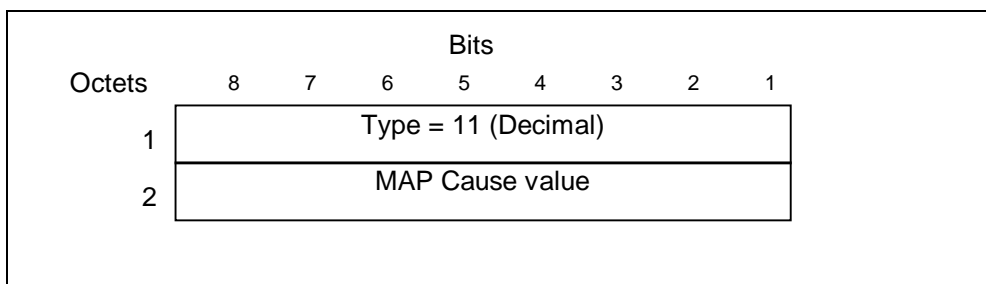 Bits
Octets 8 7 6 5 4 3 2 1
1 Type = 11 (Decimal)
2 MAP Cause value